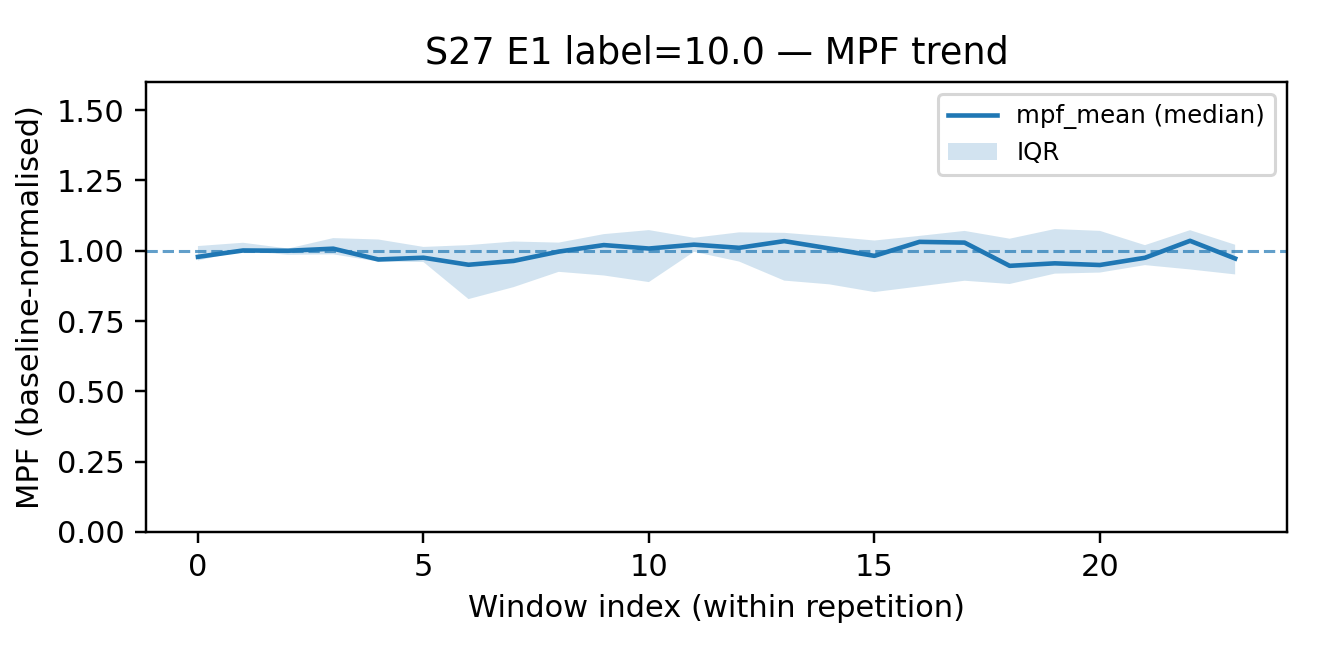 S27 E1 label=10.0 — MPF trend
MPF (baseline-normalised)
1.50
1.25
1.00
0.75
0.50
0.25
0.00
mpf_mean (median)
IQR
0 5 10 15 20
Window index (within repetition)